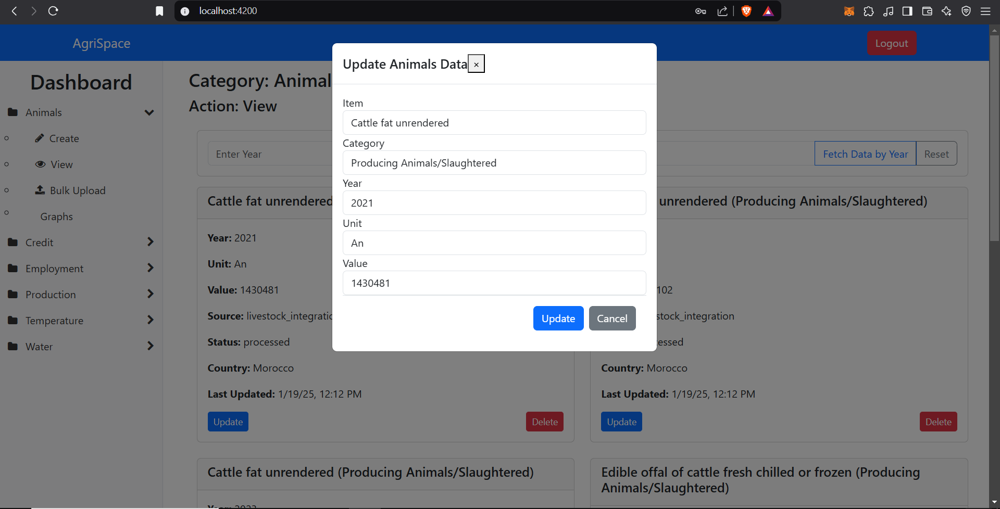 localhost:4200
AgriSpace
Logout
Dashboard
Animals
Create
View
Bulk Upload
Graphs
Credit
Employment
Production
Temperature
Water
Category: Animal
Action: View
Enter Year
Fetch Data by Year
Reset
Update Animals Data ×
Item
Cattle fat unrendered
Category
Producing Animals/Slaughtered
Year
2021
Unit
An
Value
1430481
Update
Cancel
Cattle fat unrendered
Year: 2021
Unit: An
Value: 1430481
Source: livestock_integratio
Status: processed
Country: Morocco
Last Updated: 1/19/25, 12:12 PM
Update
Delete
unrendered (Producing Animals/Slaughtered)
102
stock_integration
essed
Country: Morocco
Last Updated: 1/19/25, 12:12 PM
Update
Delete
Cattle fat unrendered (Producing Animals/Slaughtered)
Edible offal of cattle fresh chilled or frozen (Producing
Animals/Slaughtered)